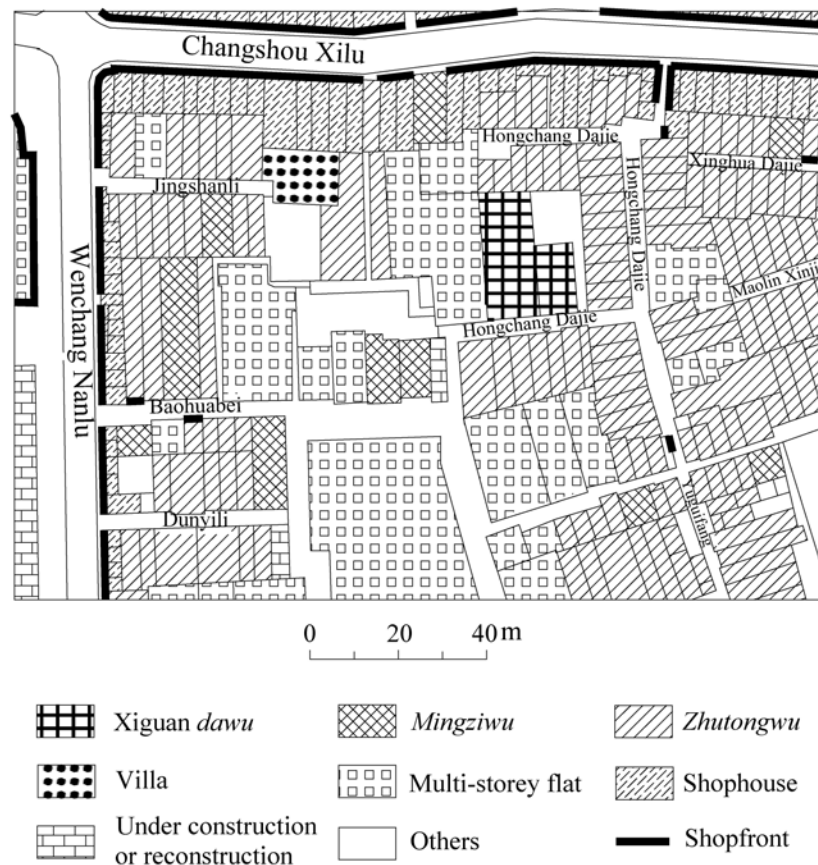 Changshou Xilu
Hongchang Dajie
Xinghua Dajie
Jingshanli
Hongchang Dajie
Wenchang Nanlu
Maolin Xinji
Hongchang Dajie
Baohuabei
Yuguifang
Dunyili
0 20 40 m
Xiguan dawu Mingziwu Zhutongwu
Villa Multi-storey flat Shophouse
Under construction
or reconstruction Others Shopfront